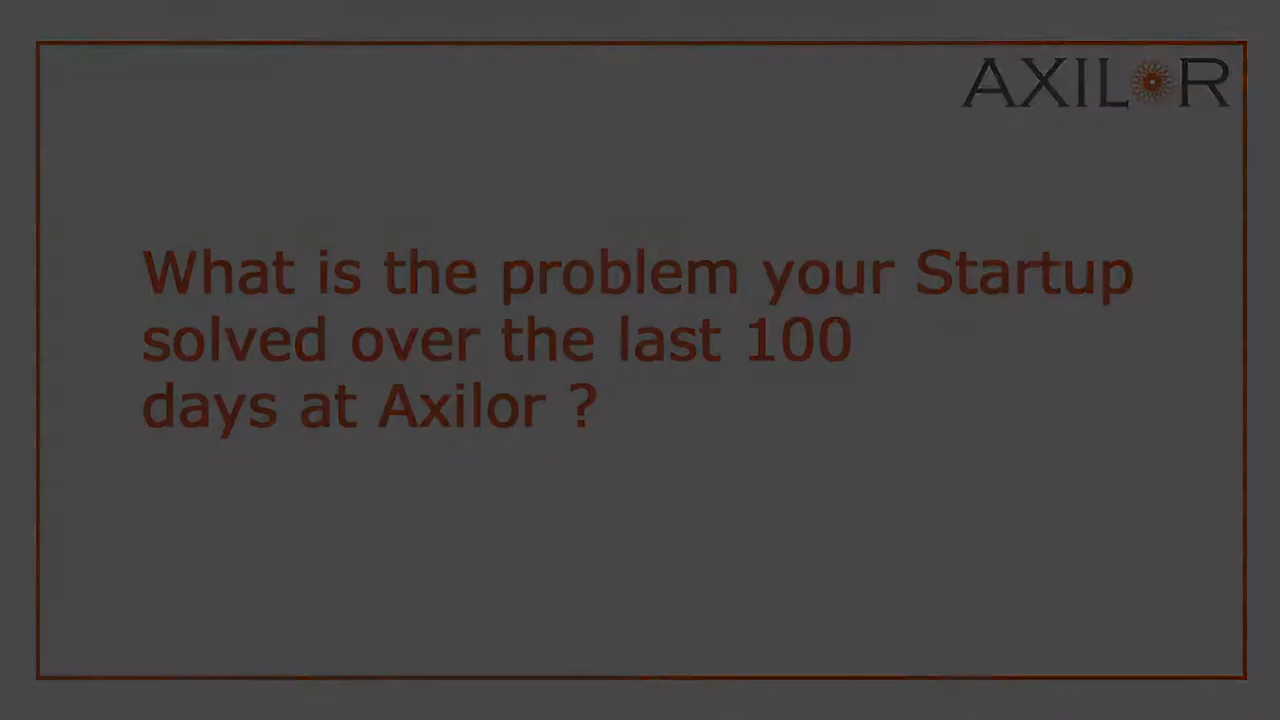 AXILOR
What is the problem your Startup
solved over the last 100
days at Axilor ?